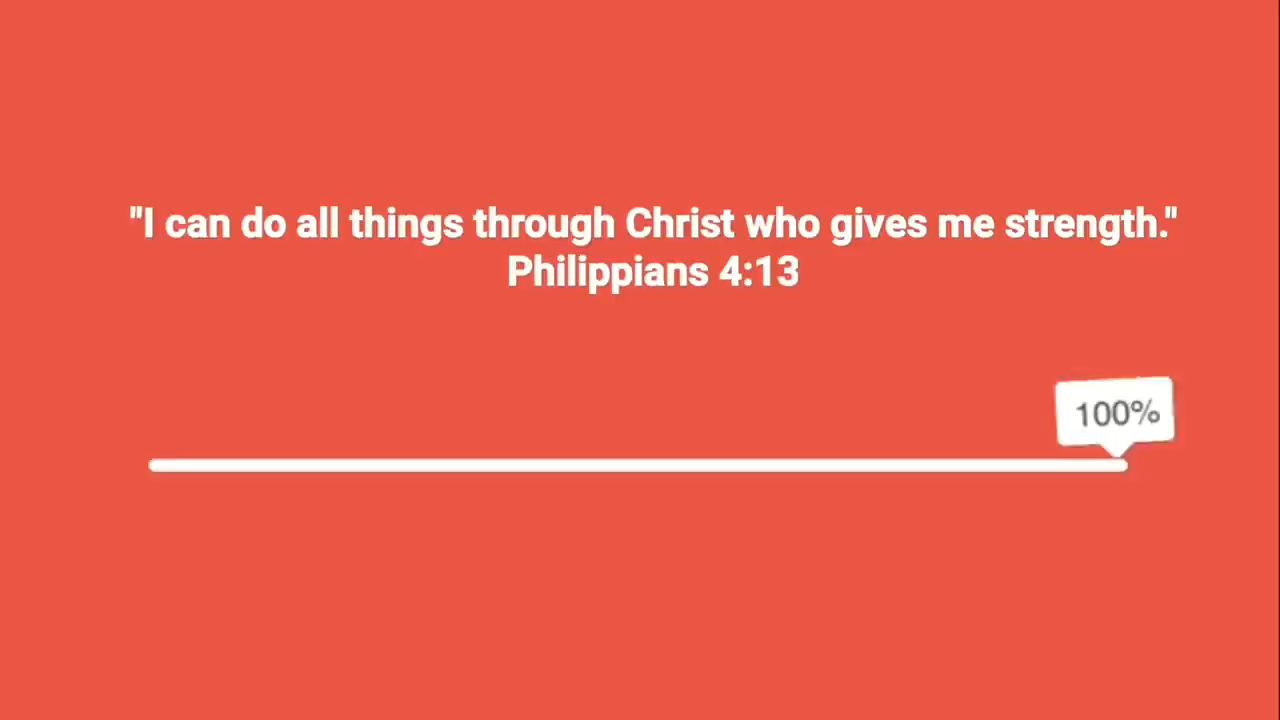 "I can do all things through Christ who gives me strength."
Philippians 4:13
100%